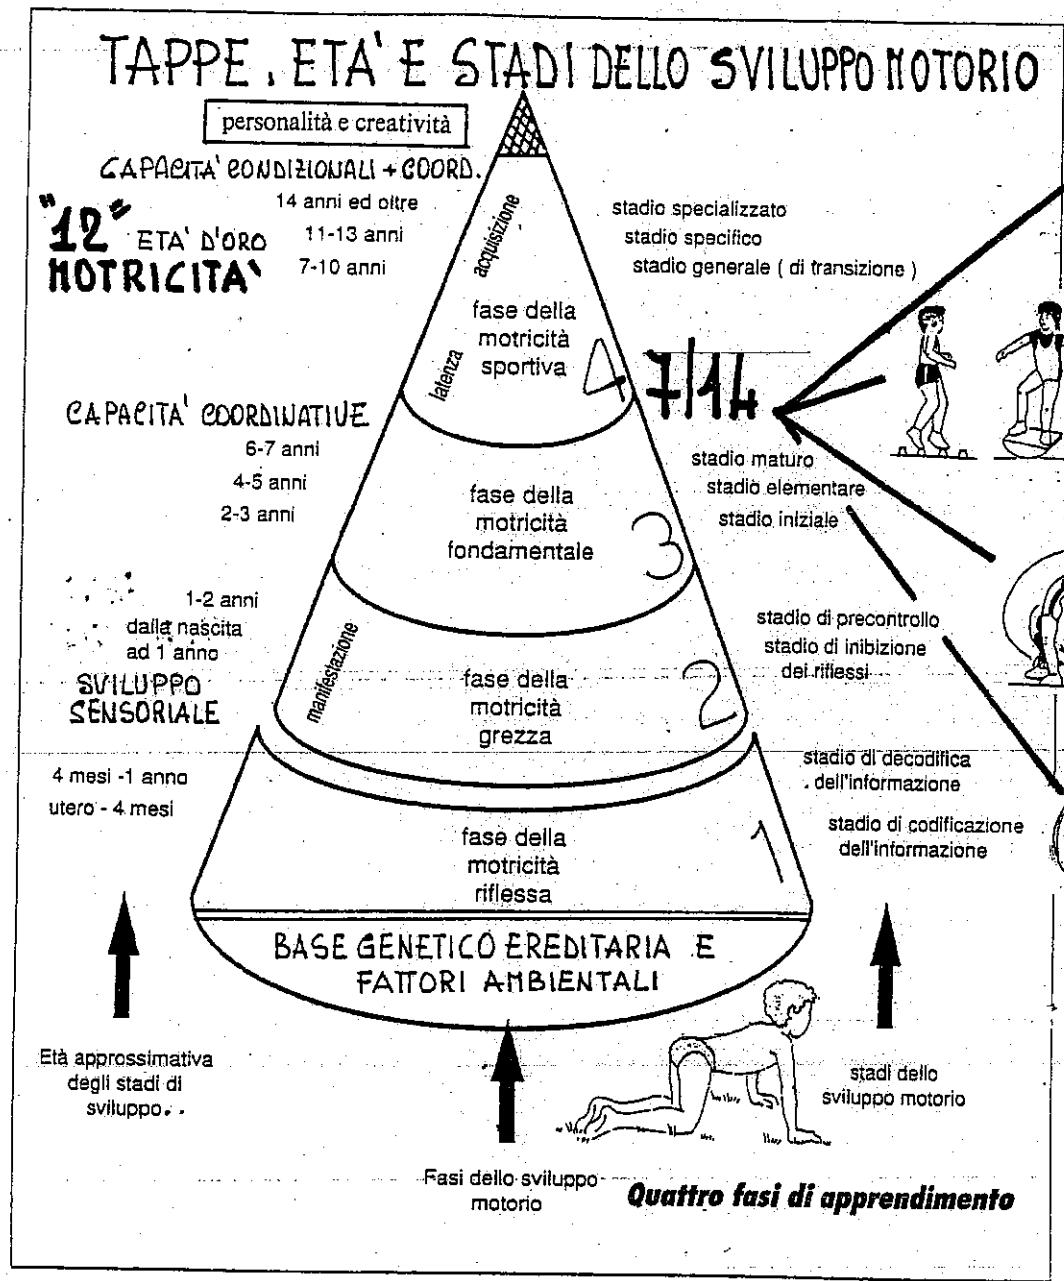 TAPPE, ETA' E STADI DELLO SVILUPPO MOTORIO
personalità e creatività
CAPACITA' CONDIZIONALI + COORD.
14 anni ed oltre
11-13 anni
7-10 anni
"12" ETA' D'ORO
MOTRICITA'
acquisizione
fase della
motricità
sportiva
latenza
4
stadio specializzato
stadio specifico
stadio generale ( di transizione )
7/14
CAPACITA' COORDINATIVE
6-7 anni
4-5 anni
2-3 anni
fase della
motricità
fondamentale
3
stadio maturo
stadio elementare
stadio iniziale
1-2 anni
dalla nascita
ad 1 anno
SVILUPPO
SENSORIALE
manifestazione
fase della
motricità
grezza
2
stadio di precontrollo
stadio di inibizione
dei riflessi
4 mesi -1 anno
utero - 4 mesi
fase della
motricità
riflessa
1
stadio di decodifica
dell'informazione
stadio di codificazione
dell'informazione
BASE GENETICO EREDITARIA E
FATTORI AMBIENTALI
Età approssimativa
degli stadi di
sviluppo..
Fasi dello sviluppo
motorio
stadi dello
sviluppo motorio
Quattro fasi di apprendimento